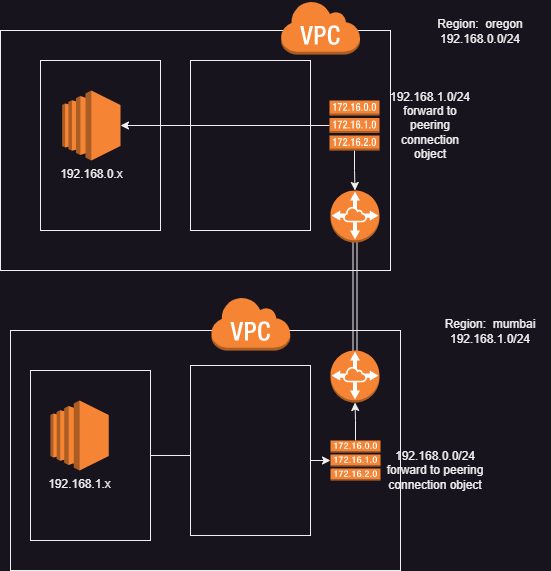 Region: oregon
192.168.0.0/24
VPC
192.168.1.0/24
forward to
peering
connection
object
172.16.0.0
172.16.1.0
172.16.2.0
192.168.0.x
Region: mumbai
192.168.1.0/24
VPC
172.16.0.0
172.16.1.0
172.16.2.0
192.168.0.0/24
forward to peering
connection object
192.168.1.x